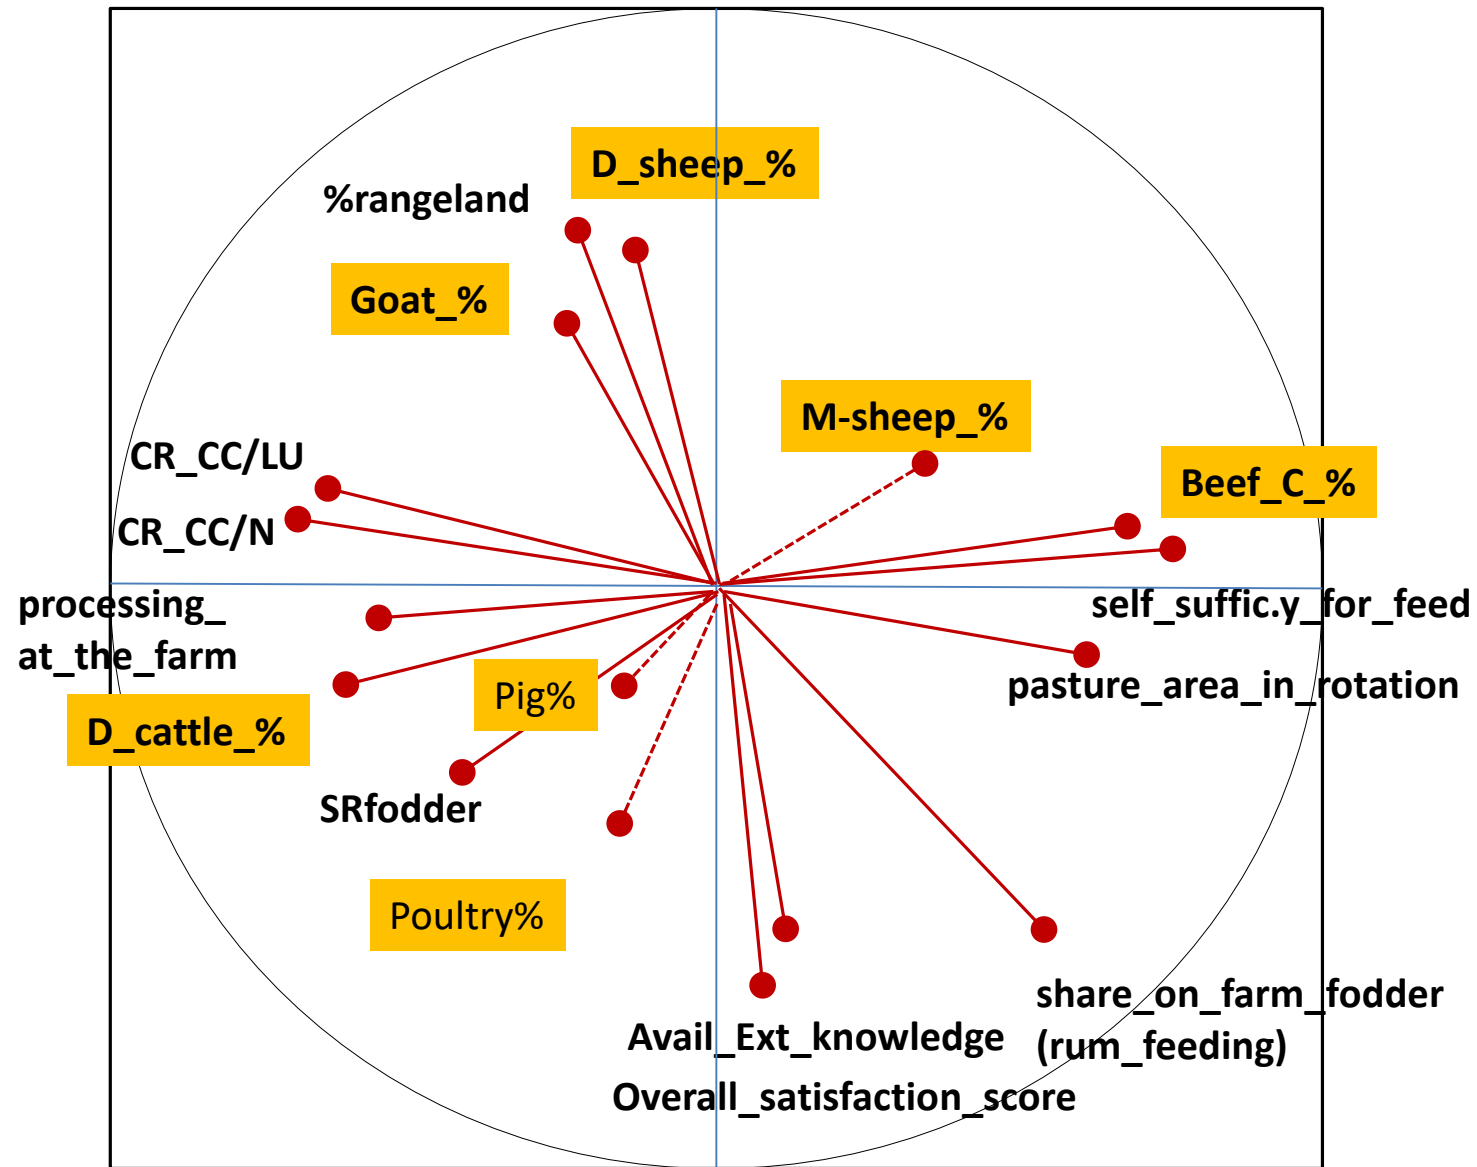 D_sheep_%
%rangeland
Goat_%
M-sheep_%
CR_CC/LU
Beef_C_%
CR_CC/N
processing_
at_the_farm
self_suffic.y_for_feed
pasture_area_in_rotation
Pig%
D_cattle_%
SRfodder
Poultry%
share_on_farm_fodder
(rum_feeding)
Avail_Ext_knowledge
Overall_satisfaction_score